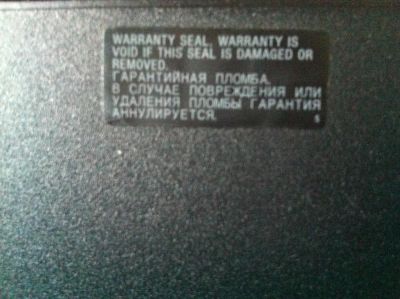 WARRANTY SEAL. WARRANTY IS
VOID IF THIS SEAL IS DAMAGED OR
REMOVED.
ГАРАНТИЙНАЯ ПЛОМБА.
В СЛУЧАЕ ПОВРЕЖДЕНИЯ ИЛИ
УДАЛЕНИЯ ПЛОМБЫ ГАРАНТИЯ
АННУЛИРУЕТСЯ.